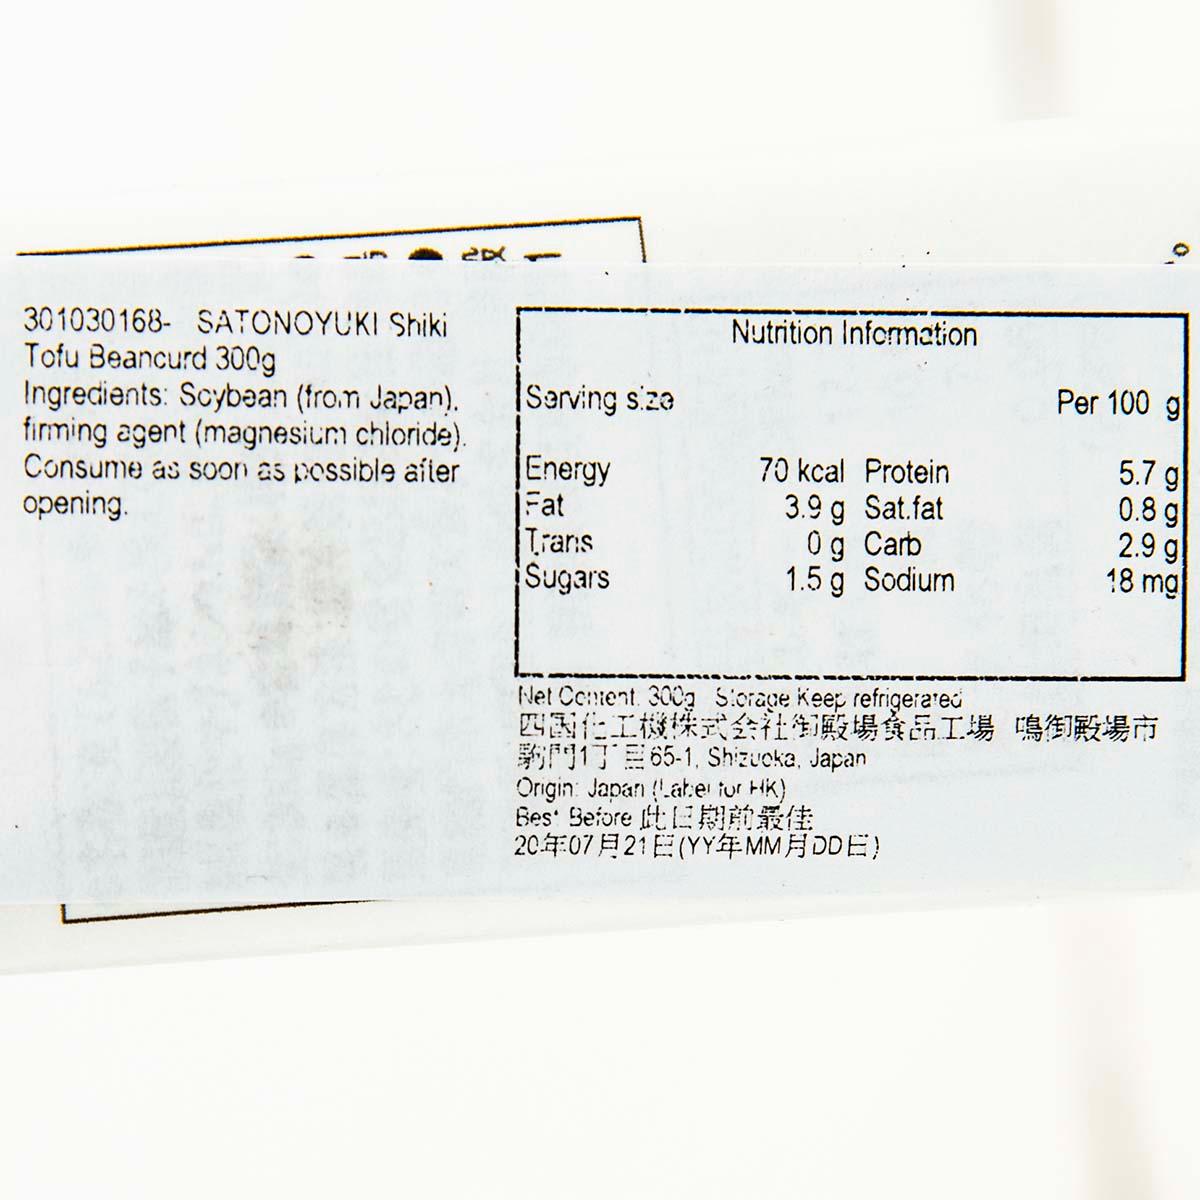 301030168- SATONOYUKI Shiki
Tofu Beancurd 300g
Ingredients: Soybean (from Japan),
firming agent (magnesium chloride).
Consume as soon as possible after
opening.
Nutrition Information
Serving size Per 100 g
Energy 70 kcal Protein 5.7 g
Fat 3.9 g Sat.fat 0.8 g
Trans 0 g Carb 2.9 g
Sugars 1.5 g Sodium 18 mg
Net Content: 300g Storage:Keep refrigerated
四国化工機株式会社御殿場食品工場 鳴御殿場市
駒門1丁目65-1, Shizuoka, Japan
Origin: Japan (Label for HK)
Best Before 此日期前最佳
20年07月21日(YY年MM月DD日)